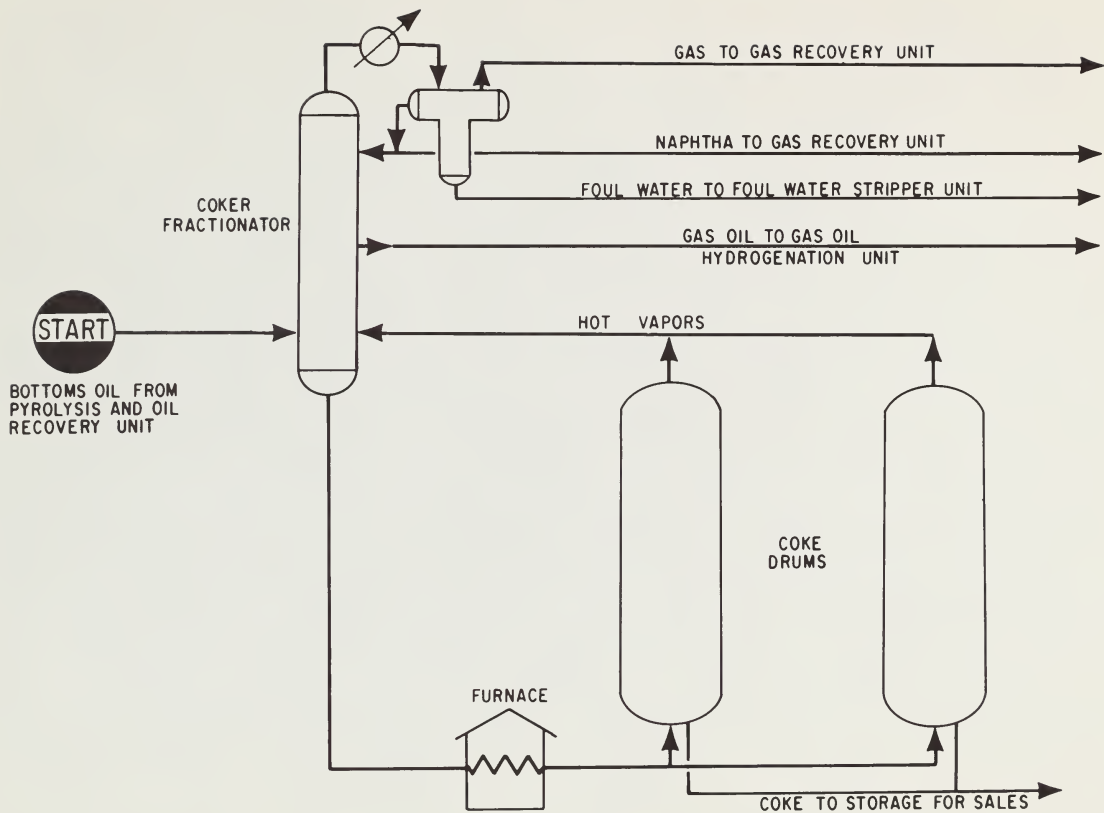 GAS TO GAS RECOVERY UNIT
NAPHTHA TO GAS RECOVERY UNIT
FOUL WATER TO FOUL WATER STRIPPER UNIT
COKER
FRACTIONATOR
GAS OIL TO GAS OIL
HYDROGENATION UNIT
START
HOT VAPORS
BOTTOMS OIL FROM
PYROLYSIS AND OIL
RECOVERY UNIT
COKE
DRUMS
FURNACE
COKE TO STORAGE FOR SALES